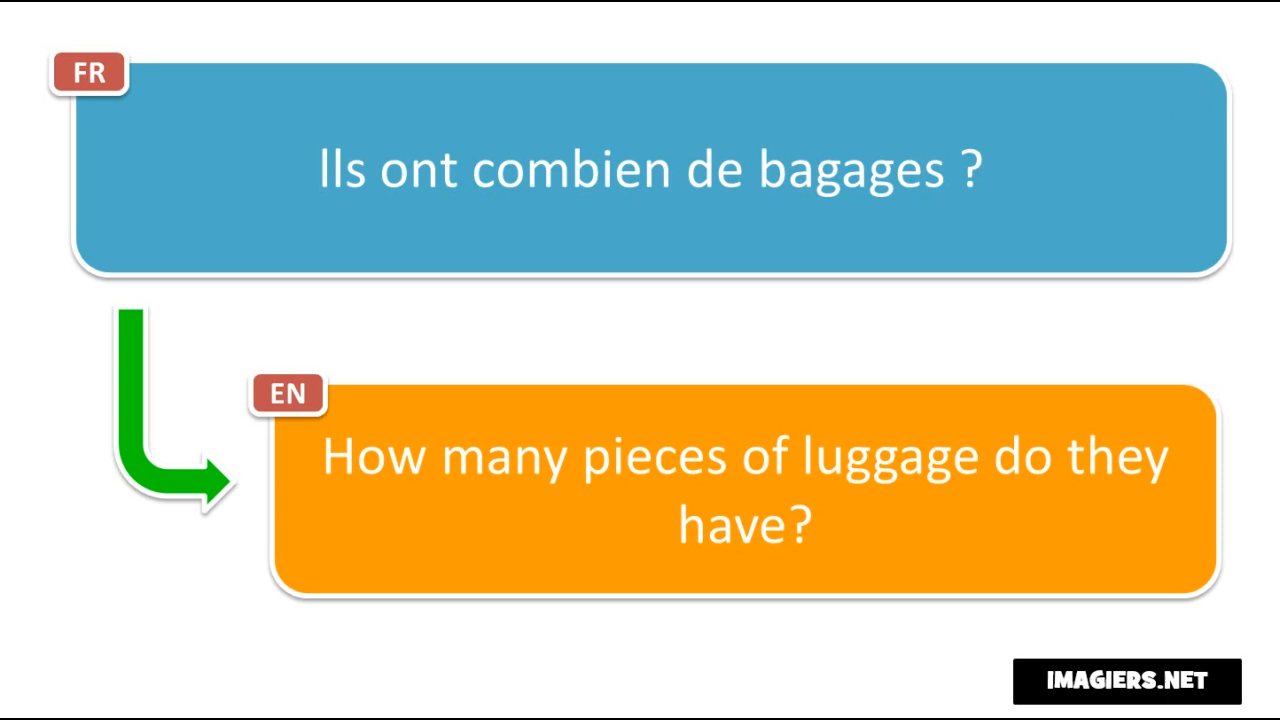 FR
Ils ont combien de bagages ?
EN
How many pieces of luggage do they
have?
IMAGIERS.NET